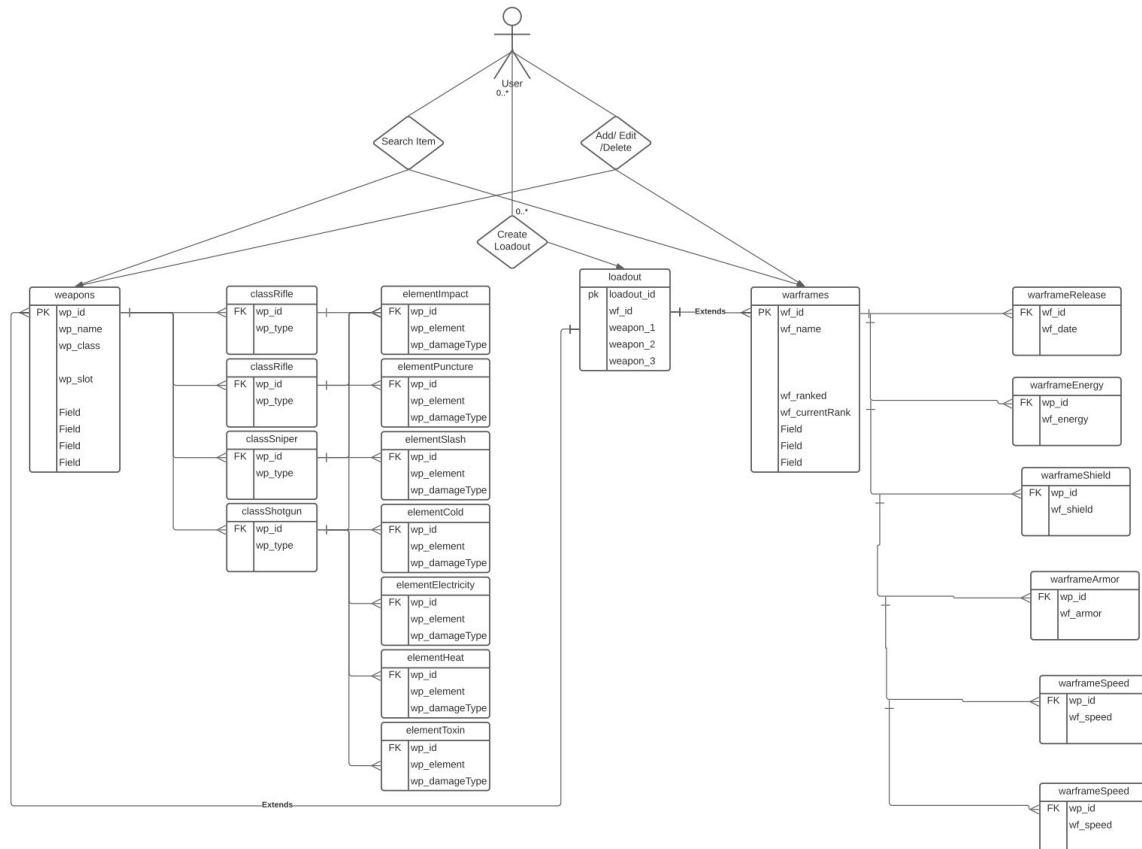 User
0..*
Search Item
Add/ Edit
/Delete
0..*
Create
Loadout
weapons
PK wp_id
wp_name
wp_class
wp_slot
Field
Field
Field
Field
classRifle
FK wp_id
wp_type
classRifle
FK wp_id
wp_type
classSniper
FK wp_id
wp_type
classShotgun
FK wp_id
wp_type
elementImpact
FK wp_id
wp_element
wp_damageType
elementPuncture
FK wp_id
wp_element
wp_damageType
elementSlash
FK wp_id
wp_element
wp_damageType
elementCold
FK wp_id
wp_element
wp_damageType
elementElectricity
FK wp_id
wp_element
wp_damageType
elementHeat
FK wp_id
wp_element
wp_damageType
elementToxin
FK wp_id
wp_element
wp_damageType
Extends
loadout
pk loadout_id
wf_id
weapon_1
weapon_2
weapon_3
Extends
warframes
PK wf_id
wf_name
wf_ranked
wf_currentRank
Field
Field
Field
warframeRelease
FK wf_id
wf_date
warframeEnergy
FK wp_id
wf_energy
warframeShield
FK wp_id
wf_shield
warframeArmor
FK wp_id
wf_armor
warframeSpeed
FK wp_id
wf_speed
warframeSpeed
FK wp_id
wf_speed